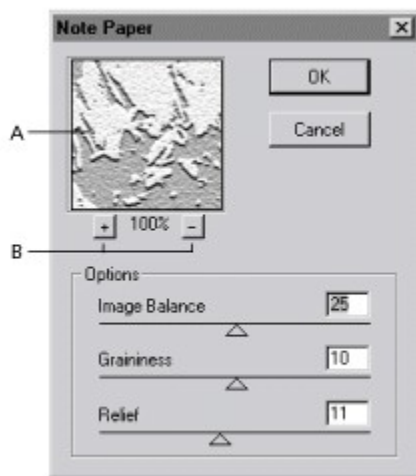 Note Paper
OK
A
Cancel
+ 100% -
B
Options
Image Balance 25
Graininess 10
Relief 11